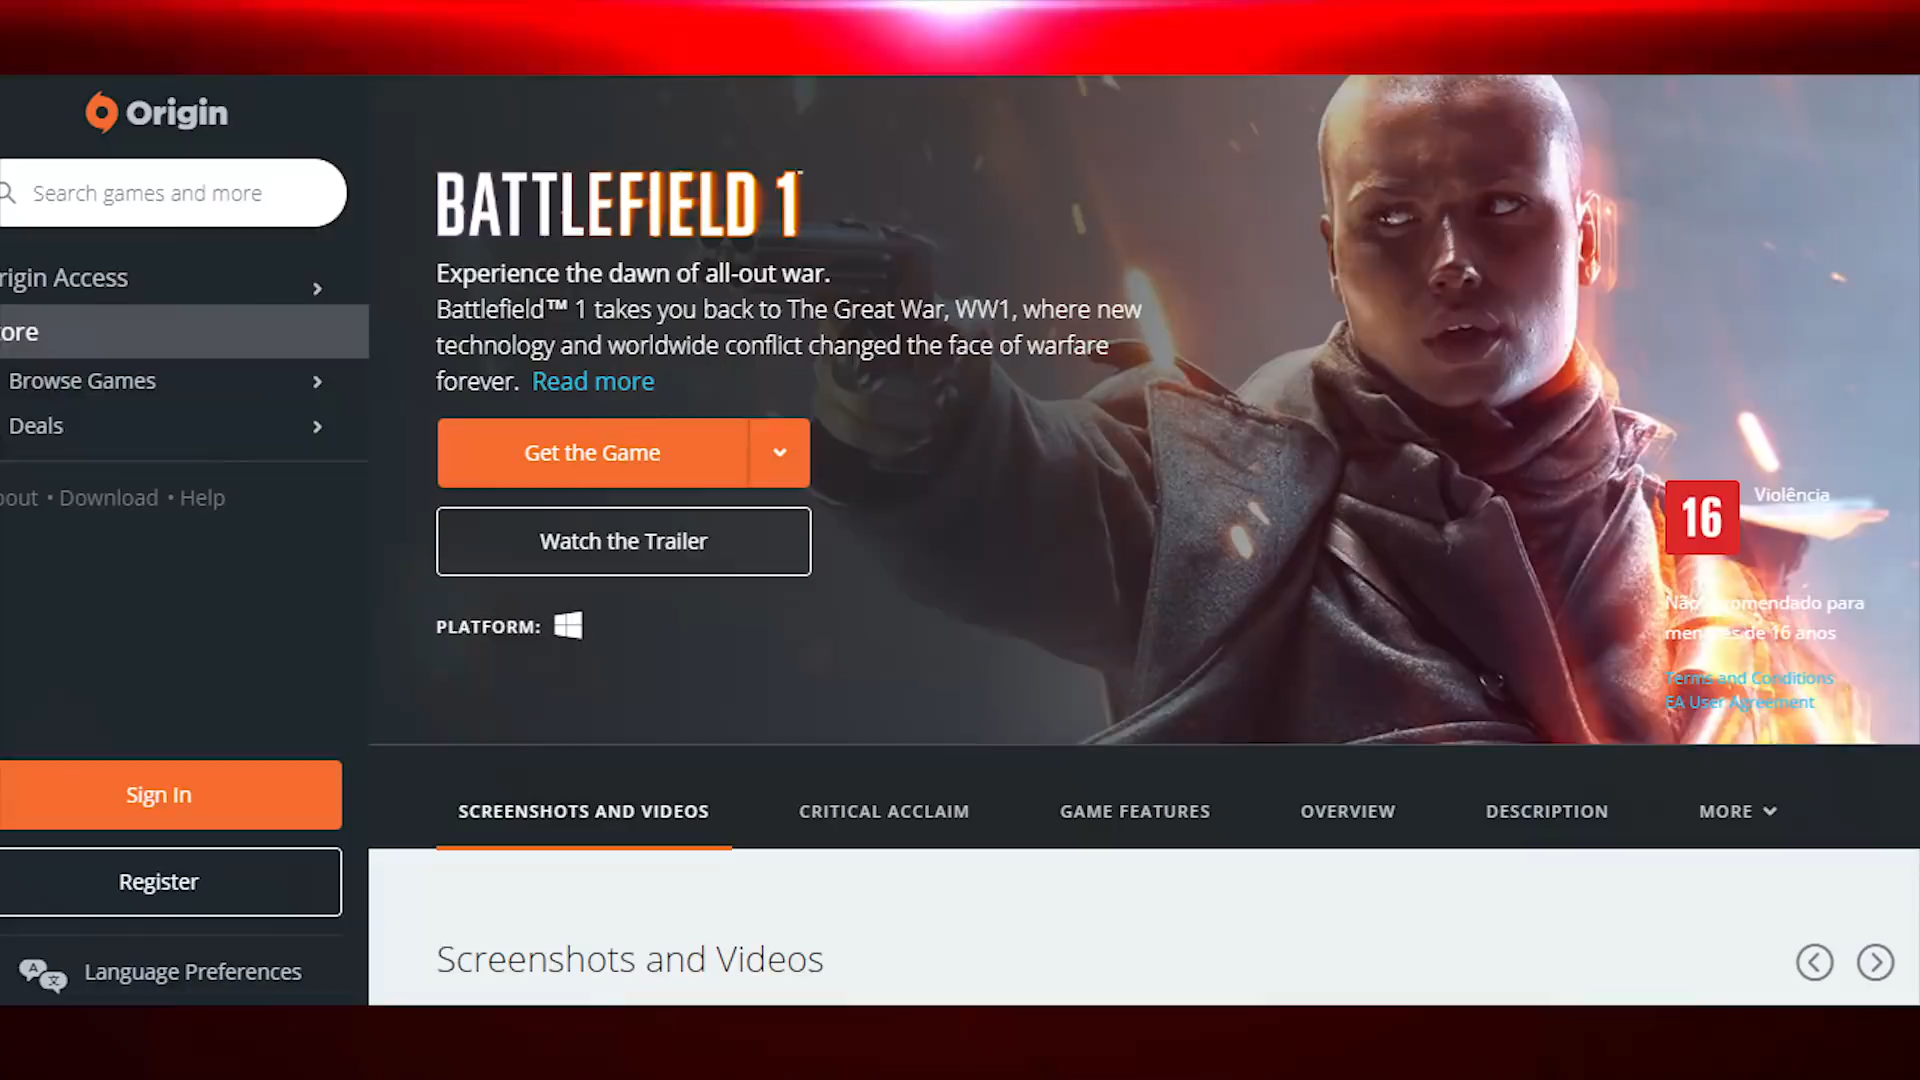 Origin
Search games and more
rigin Access
ore
Browse Games
Deals
out • Download • Help
Sign In
Register
Language Preferences
BATTLEFIELD 1
Experience the dawn of all-out war.
Battlefield™ 1 takes you back to The Great War, WW1, where new
technology and worldwide conflict changed the face of warfare
forever. Read more
Get the Game
Watch the Trailer
PLATFORM:
16
Violência
Não recomendado para
menores de 16 anos
Terms and Conditions
EA User Agreement
SCREENSHOTS AND VIDEOS
CRITICAL ACCLAIM
GAME FEATURES
OVERVIEW
DESCRIPTION
MORE
Screenshots and Videos